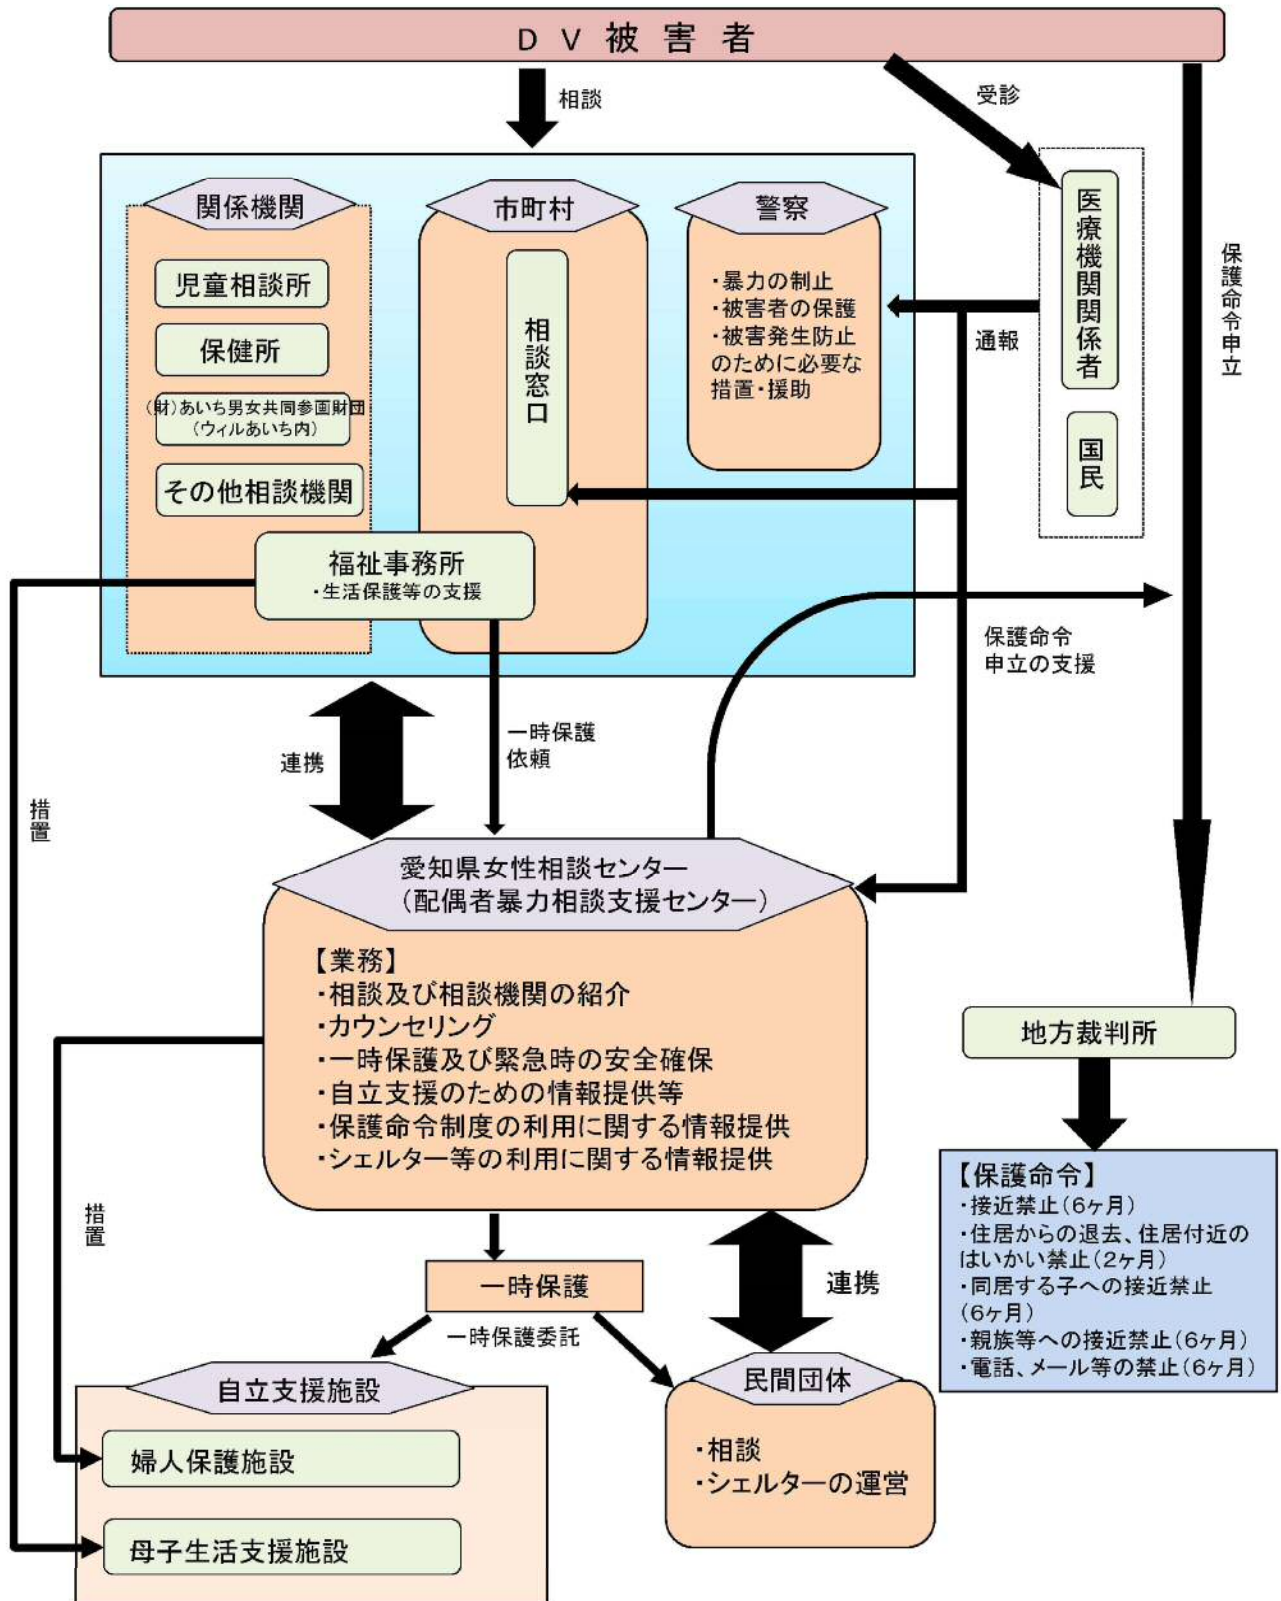 DV被害者
相談
受診
関係機関
児童相談所
保健所
(財)あいち男女共同参画財団
(ウィルあいち内)
その他相談機関
福祉事務所
・生活保護等の支援
市町村
相談窓口
警察
・暴力の制止
・被害者の保護
・被害発生防止
のために必要な
措置・援助
通報
医療機関関係者
国民
保護命令申立
保護命令
申立の支援
連携
一時保護
依頼
措置
愛知県女性相談センター
(配偶者暴力相談支援センター)
【業務】
・相談及び相談機関の紹介
・カウンセリング
・一時保護及び緊急時の安全確保
・自立支援のための情報提供等
・保護命令制度の利用に関する情報提供
・シェルター等の利用に関する情報提供
地方裁判所
【保護命令】
・接近禁止(6ヶ月)
・住居からの退去、住居付近の
はいかい禁止(2ヶ月)
・同居する子への接近禁止
(6ヶ月)
・親族等への接近禁止(6ヶ月)
・電話、メール等の禁止(6ヶ月)
措置
一時保護
連携
一時保護委託
自立支援施設
婦人保護施設
母子生活支援施設
民間団体
・相談
・シェルターの運営